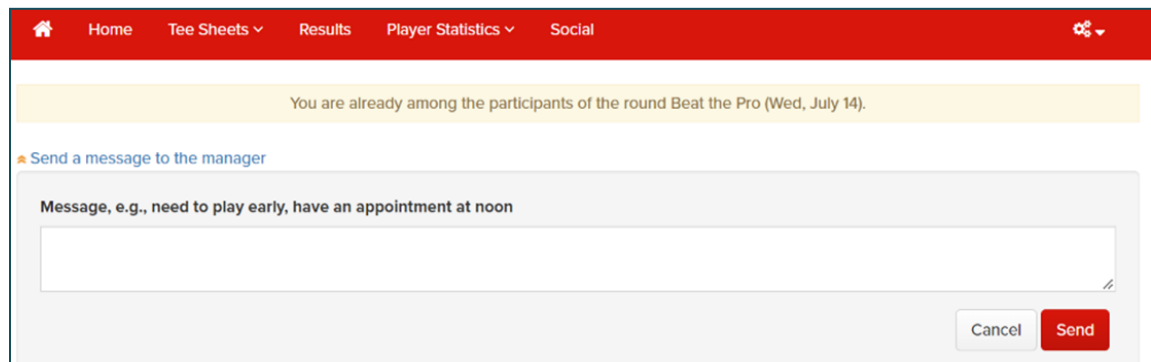 Home Tee Sheets Results Player Statistics Social
You are already among the participants of the round Beat the Pro (Wed, July 14).
Send a message to the manager
Message, e.g., need to play early, have an appointment at noon
Cancel Send